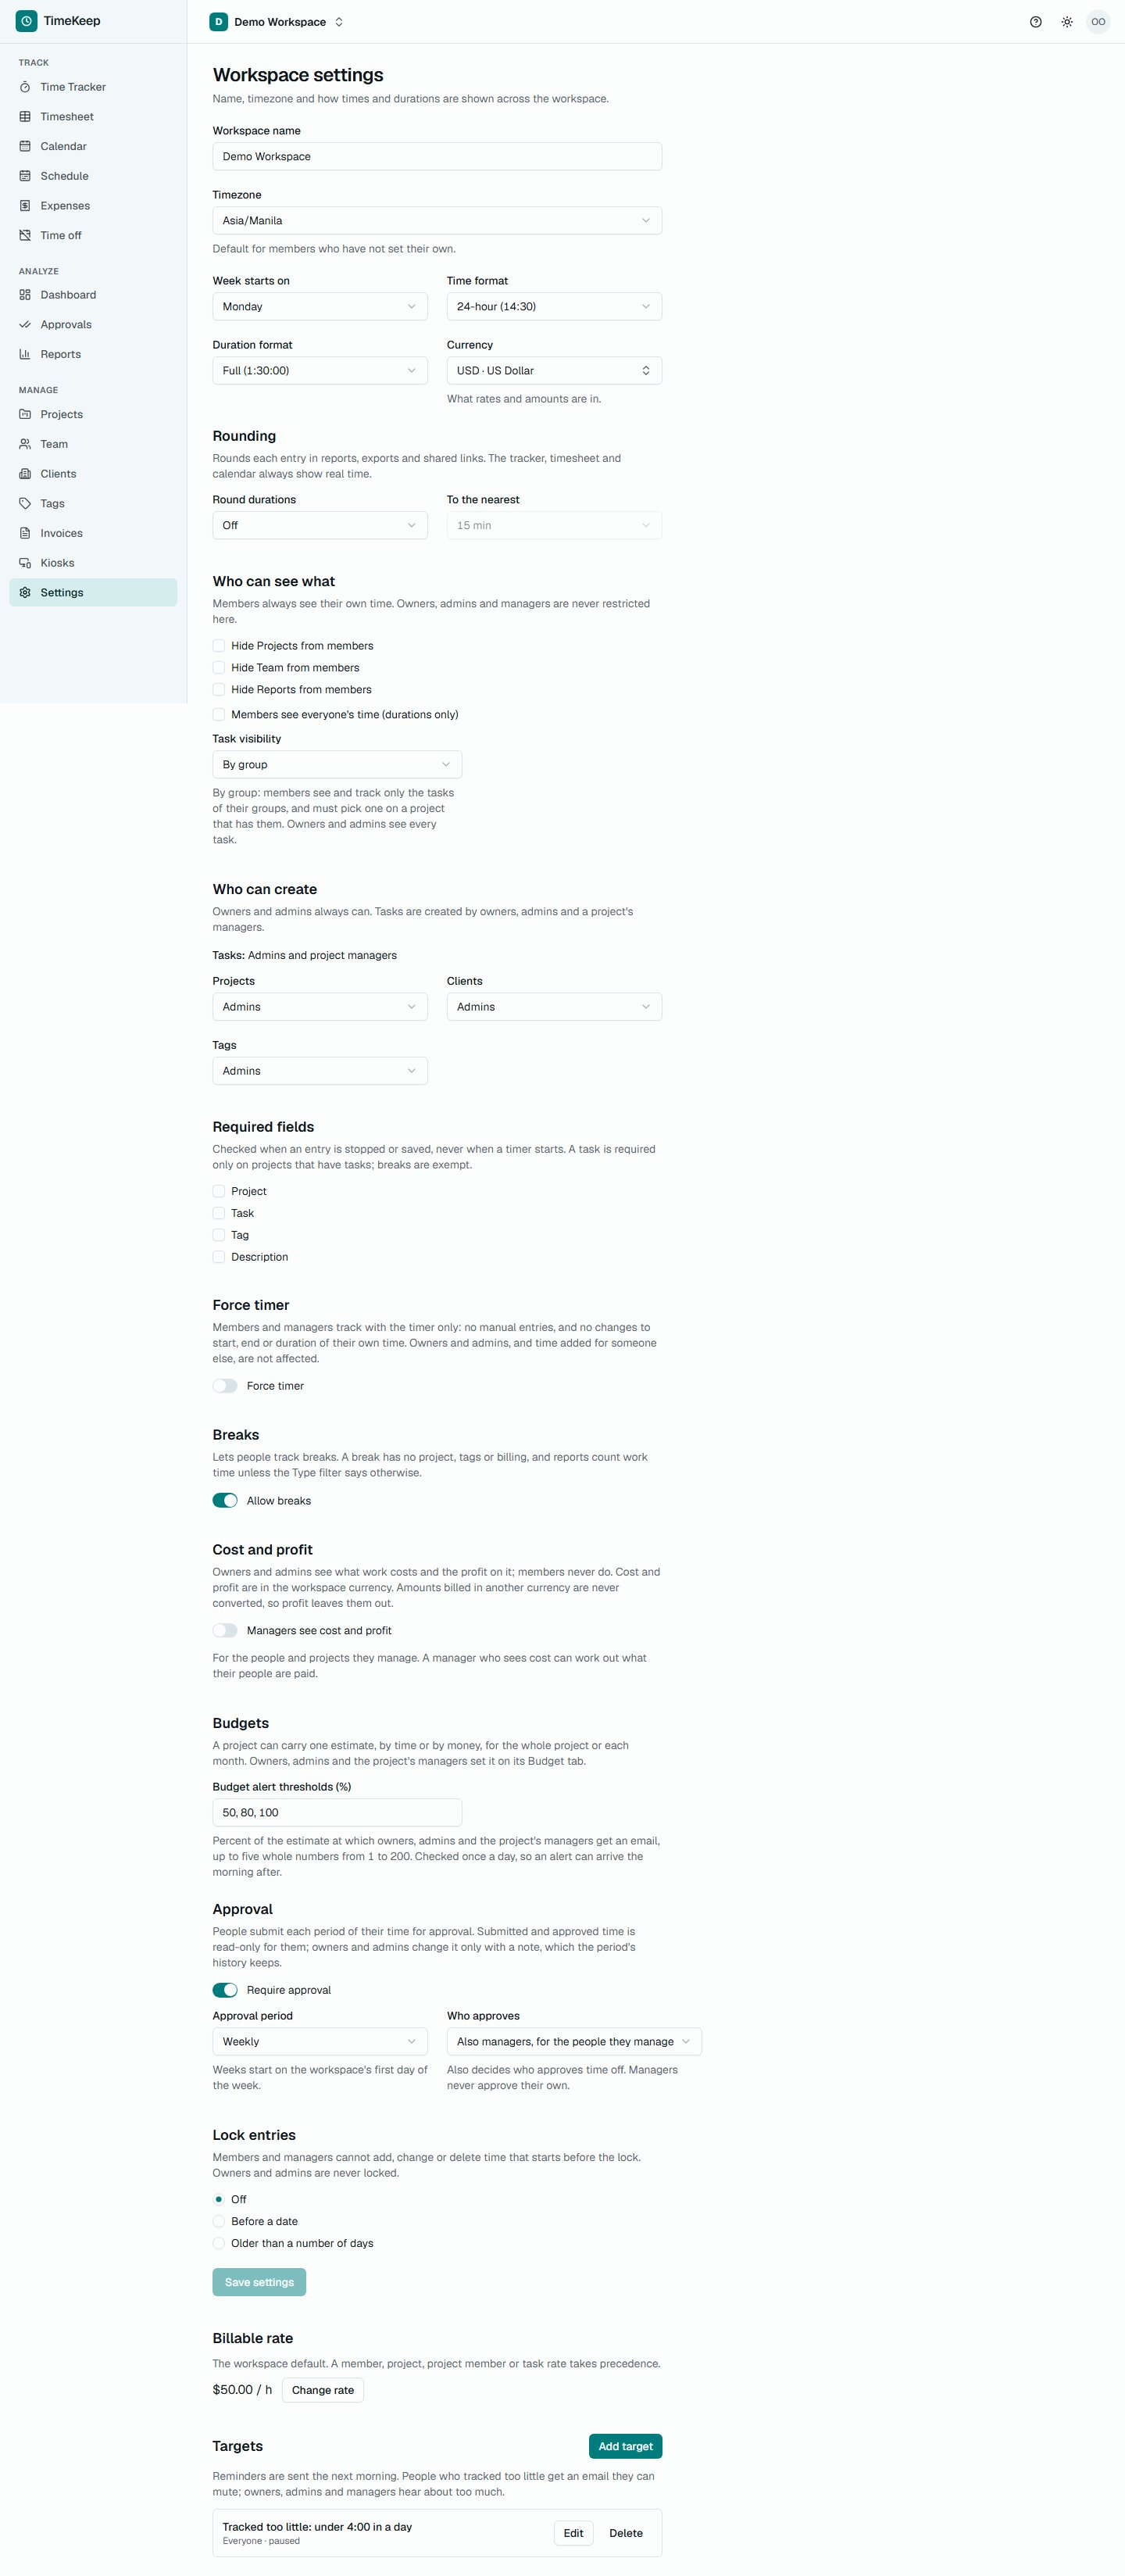 TimeKeep
D Demo Workspace
OO
TRACK
Time Tracker
Timesheet
Calendar
Schedule
Expenses
Time off
ANALYZE
Dashboard
Approvals
Reports
MANAGE
Projects
Team
Clients
Tags
Invoices
Kiosks
Settings
Workspace settings
Name, timezone and how times and durations are shown across the workspace.
Workspace name
Demo Workspace
Timezone
Asia/Manila
Default for members who have not set their own.
Week starts on
Time format
Monday
24-hour (14:30)
Duration format
Currency
Full (1:30:00)
USD · US Dollar
What rates and amounts are in.
Rounding
Rounds each entry in reports, exports and shared links. The tracker, timesheet and
calendar always show real time.
Round durations
To the nearest
Off
15 min
Who can see what
Members always see their own time. Owners, admins and managers are never restricted
here.
Hide Projects from members
Hide Team from members
Hide Reports from members
Members see everyone's time (durations only)
Task visibility
By group
By group: members see and track only the tasks
of their groups, and must pick one on a project
that has them. Owners and admins see every
task.
Who can create
Owners and admins always can. Tasks are created by owners, admins and a project's
managers.
Tasks: Admins and project managers
Projects
Clients
Admins
Admins
Tags
Admins
Required fields
Checked when an entry is stopped or saved, never when a timer starts. A task is required
only on projects that have tasks; breaks are exempt.
Project
Task
Tag
Description
Force timer
Members and managers track with the timer only: no manual entries, and no changes to
start, end or duration of their own time. Owners and admins, and time added for someone
else, are not affected.
Force timer
Breaks
Lets people track breaks. A break has no project, tags or billing, and reports count work
time unless the Type filter says otherwise.
Allow breaks
Cost and profit
Owners and admins see what work costs and the profit on it; members never do. Cost and
profit are in the workspace currency. Amounts billed in another currency are never
converted, so profit leaves them out.
Managers see cost and profit
For the people and projects they manage. A manager who sees cost can work out what
their people are paid.
Budgets
A project can carry one estimate, by time or by money, for the whole project or each
month. Owners, admins and the project's managers set it on its Budget tab.
Budget alert thresholds (%)
50, 80, 100
Percent of the estimate at which owners, admins and the project's managers get an email,
up to five whole numbers from 1 to 200. Checked once a day, so an alert can arrive the
morning after.
Approval
People submit each period of their time for approval. Submitted and approved time is
read-only for them; owners and admins change it only with a note, which the period's
history keeps.
Require approval
Approval period
Who approves
Weekly
Also managers, for the people they manage
Weeks start on the workspace's first day of
the week.
Also decides who approves time off. Managers
never approve their own.
Lock entries
Members and managers cannot add, change or delete time that starts before the lock.
Owners and admins are never locked.
Off
Before a date
Older than a number of days
Save settings
Billable rate
The workspace default. A member, project, project member or task rate takes precedence.
$50.00 / h
Change rate
Targets
Add target
Reminders are sent the next morning. People who tracked too little get an email they can
mute; owners, admins and managers hear about too much.
Tracked too little: under 4:00 in a day
Everyone · paused
Edit
Delete